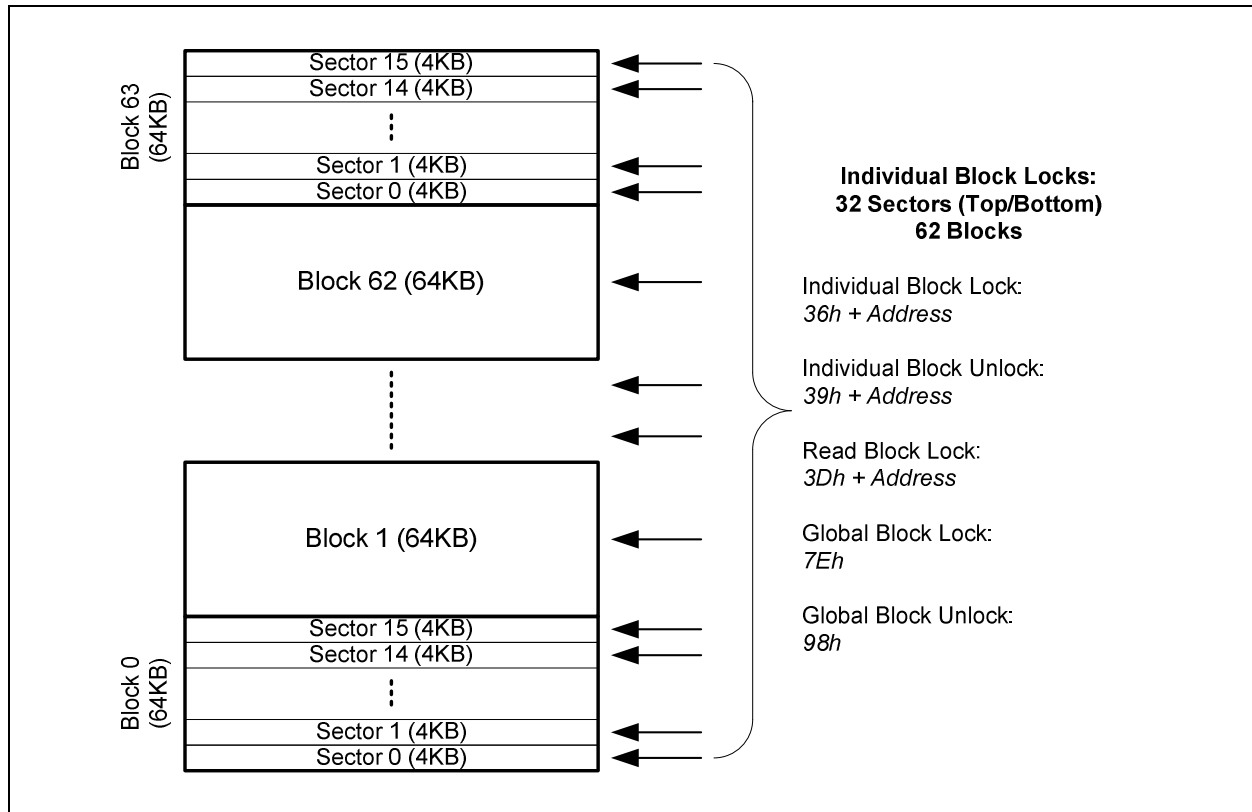 Block 63
(64KB)
Sector 15 (4KB)
Sector 14 (4KB)
Sector 1 (4KB)
Sector 0 (4KB)
Block 62 (64KB)
Block 1 (64KB)
Block 0
(64KB)
Sector 15 (4KB)
Sector 14 (4KB)
Sector 1 (4KB)
Sector 0 (4KB)
Individual Block Locks:
32 Sectors (Top/Bottom)
62 Blocks
Individual Block Lock:
36h + Address
Individual Block Unlock:
39h + Address
Read Block Lock:
3Dh + Address
Global Block Lock:
7Eh
Global Block Unlock:
98h